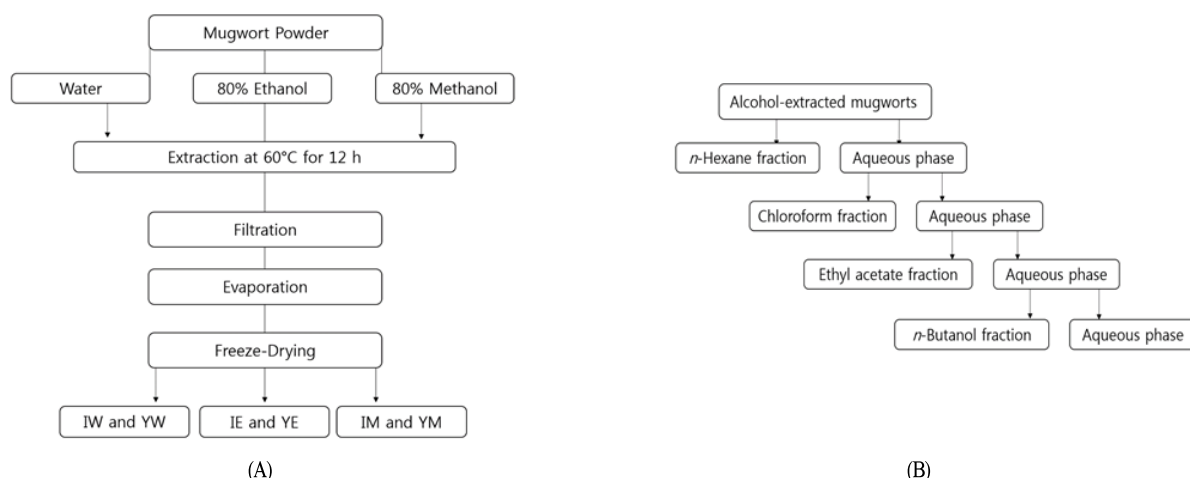 Mugwort Powder
Water
80% Ethanol
80% Methanol
Extraction at 60°C for 12 h
Filtration
Evaporation
Freeze-Drying
IW and YW
IE and YE
IM and YM
(A)
Alcohol-extracted mugworts
n-Hexane fraction
Aqueous phase
Chloroform fraction
Aqueous phase
Ethyl acetate fraction
Aqueous phase
n-Butanol fraction
Aqueous phase
(B)